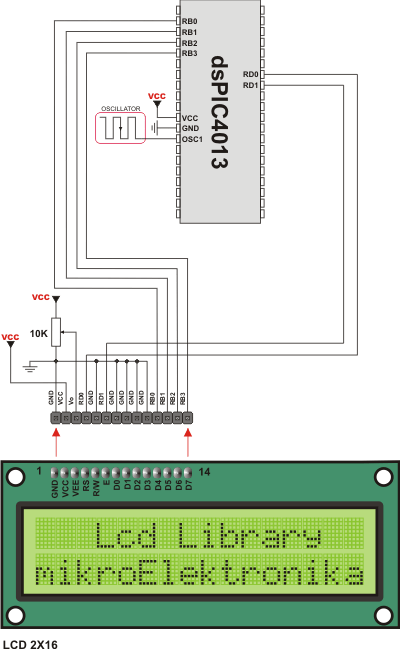 RB0
RB1
RB2
RB3
RD0
RD1
dsPIC4013
vcc
OSCILLATOR
VCC
GND
OSC1
vcc
10K
vcc
GND
VCC
Vo
RD0
GND
RD1
GND
GND
GND
GND
RB0
RB1
RB2
RB3
1
14
GND
VCC
VEE
RS
R/W
E
D0
D1
D2
D3
D4
D5
D6
D7
Lcd Library
mikroElektronika
LCD 2X16